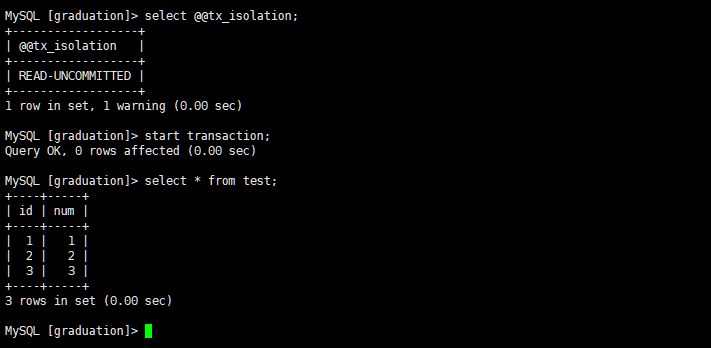 MySQL [graduation]> select @@tx_isolation;
+------------------+
| @@tx_isolation   |
+------------------+
| READ-UNCOMMITTED |
+------------------+
1 row in set, 1 warning (0.00 sec)
MySQL [graduation]> start transaction;
Query OK, 0 rows affected (0.00 sec)
MySQL [graduation]> select * from test;
+----+-----+
| id | num |
+----+-----+
|  1 |   1 |
|  2 |   2 |
|  3 |   3 |
+----+-----+
3 rows in set (0.00 sec)
MySQL [graduation]>